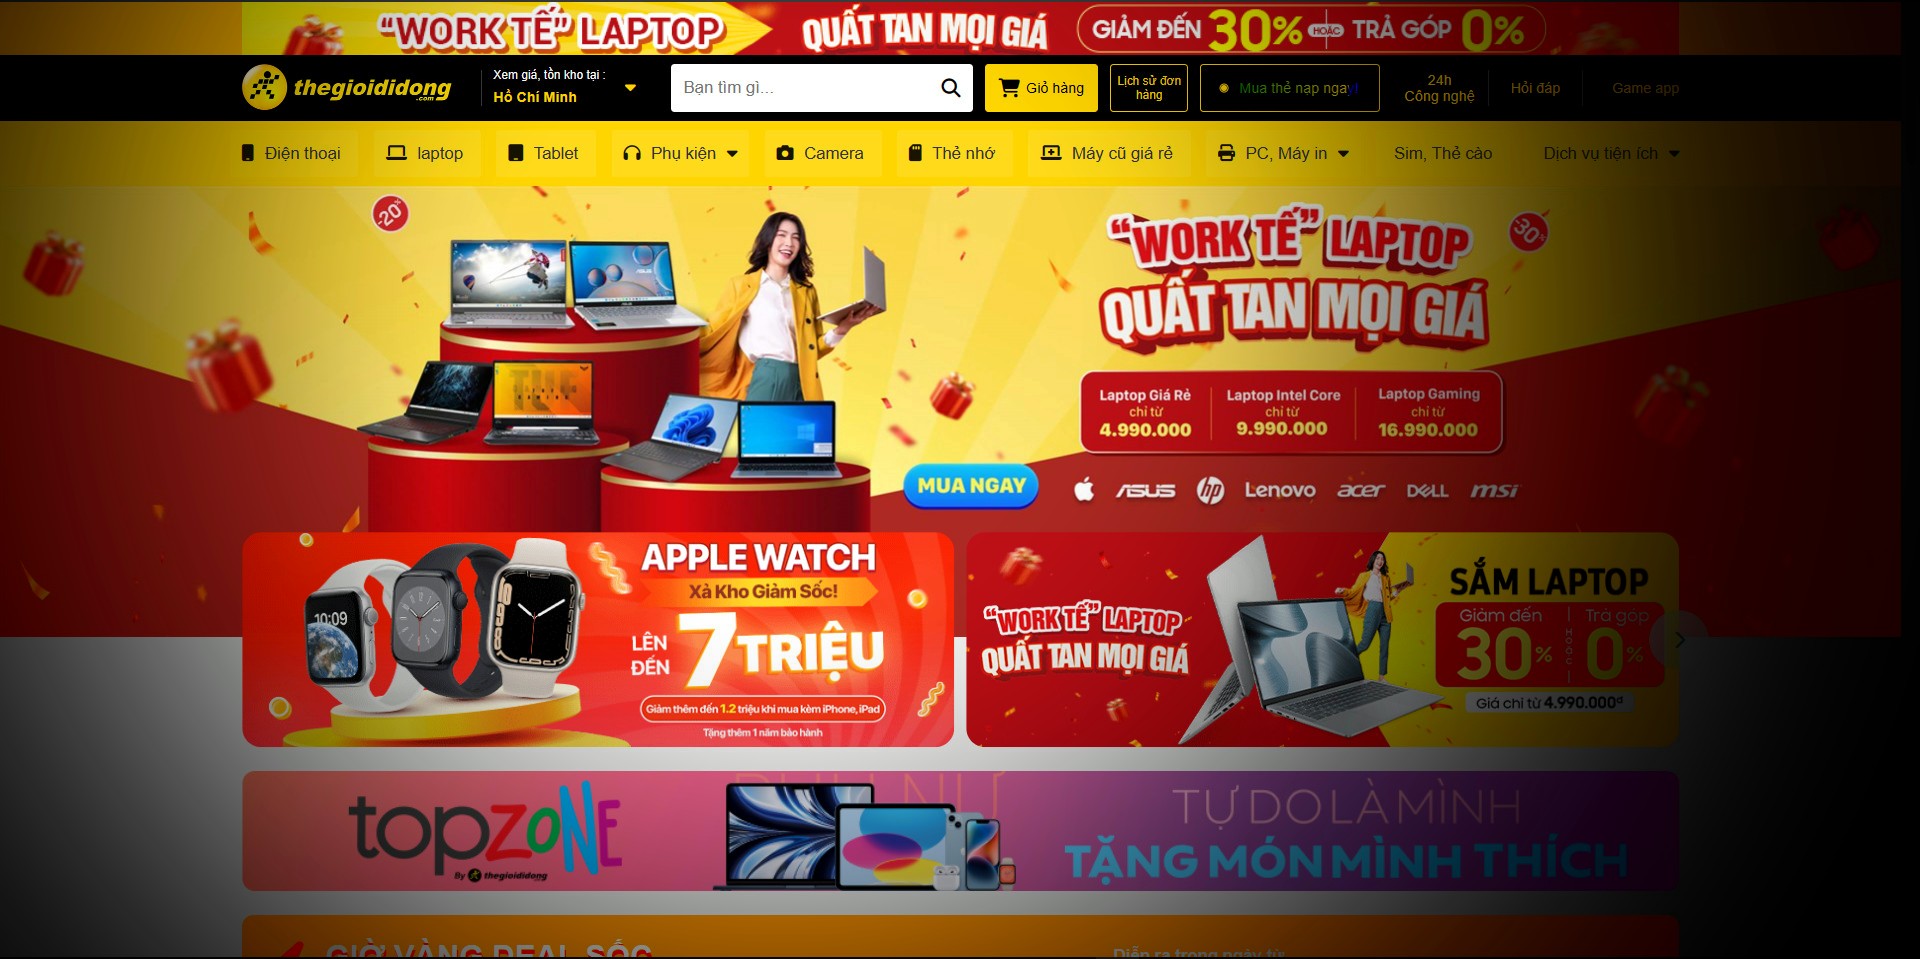 “WORK TẾ” LAPTOP QUẤT TAN MỌI GIÁ GIẢM ĐẾN 30% HOẶC TRẢ GÓP 0%
thegioididong.com
Xem giá, tồn kho tại :
Hồ Chí Minh
Bạn tìm gì...
Giỏ hàng
Lịch sử đơn
hàng
Mua thẻ nạp ngay!
24h
Công nghệ
Hỏi đáp
Game app
Điện thoại
laptop
Tablet
Phụ kiện
Camera
Thẻ nhớ
Máy cũ giá rẻ
PC, Máy in
Sim, Thẻ cào
Dịch vụ tiện ích
-20%
“WORK TẾ” LAPTOP
-30%
QUẤT TAN MỌI GIÁ
Laptop Giá Rẻ
chỉ từ
4.990.000
Laptop Intel Core
chỉ từ
9.990.000
Laptop Gaming
chỉ từ
16.990.000
MUA NGAY
ASUS
hp
Lenovo
acer
DELL
msi
APPLE WATCH
Xả Kho Giảm Sốc!
LÊN
ĐẾN
7 TRIỆU
Giảm thêm đến 1.2 triệu khi mua kèm iPhone, iPad
Tặng thêm 1 năm bảo hành
10:09
“WORK TẾ” LAPTOP
QUẤT TAN MỌI GIÁ
SẮM LAPTOP
Giảm đến
30%
HOẶC
Trả góp
0%
Giá chỉ từ 4.990.000đ
topzone
By thegioididong.com
PHỤ NỮ
TỰ DO LÀ MÌNH
TẶNG MÓN MÌNH THÍCH
GIỜ VÀNG DEAL SỐC
Diễn ra trong ngày từ